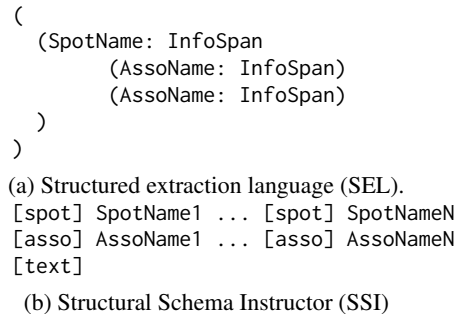 (
  (SpotName: InfoSpan
        (AssoName: InfoSpan)
        (AssoName: InfoSpan)
  )
)
(a) Structured extraction language (SEL).
[spot] SpotName1 ... [spot] SpotNameN
[asso] AssoName1 ... [asso] AssoNameN
[text]
(b) Structural Schema Instructor (SSI)